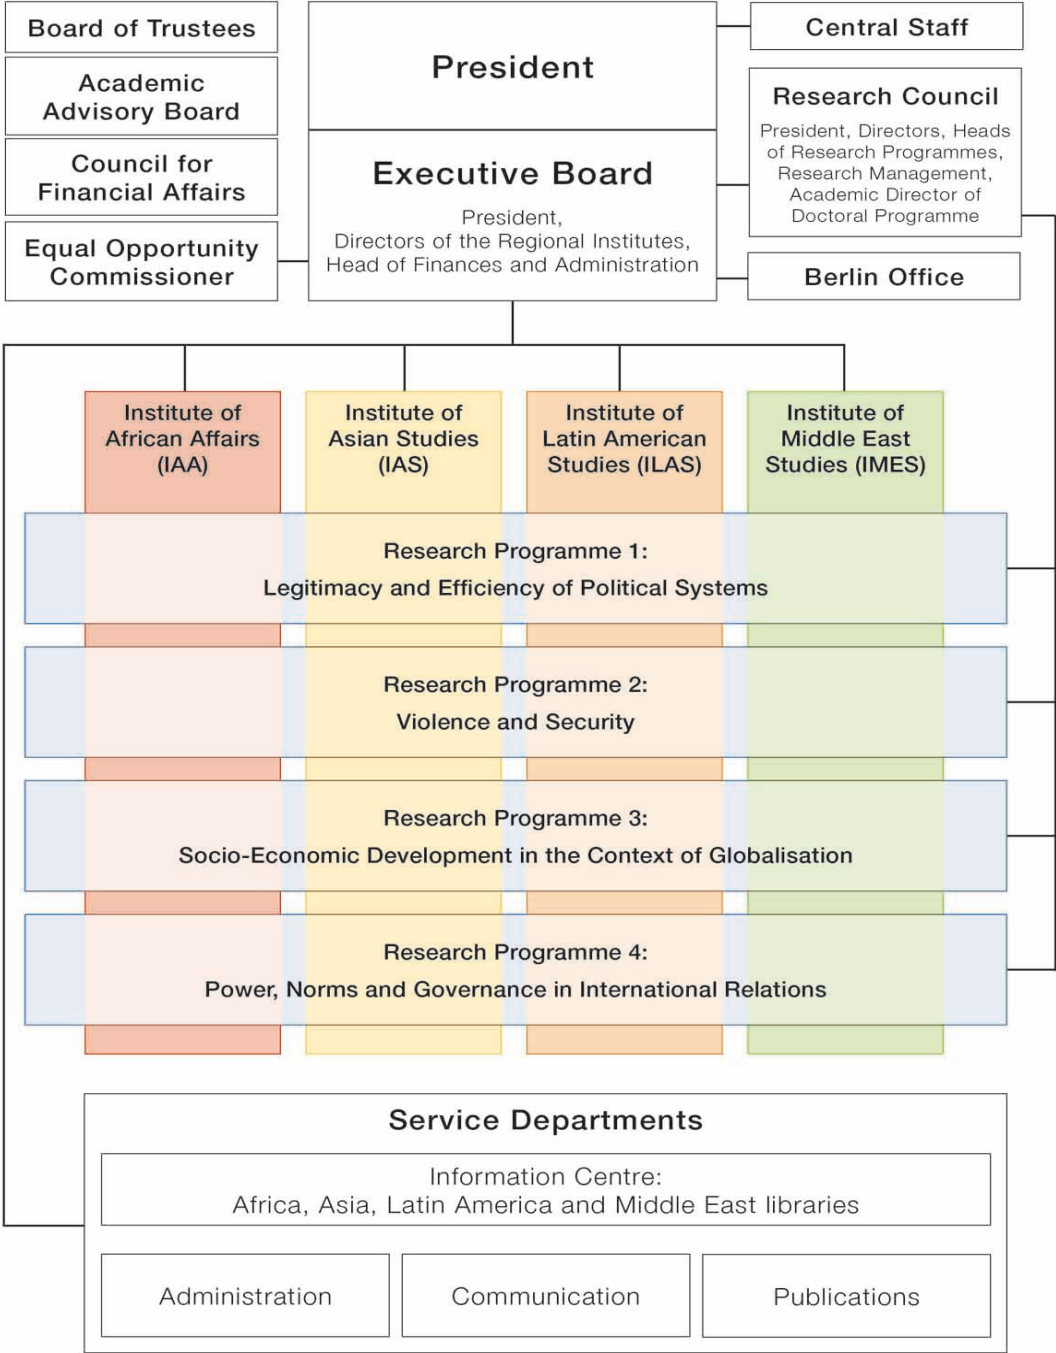 Board of Trustees
Academic
Advisory Board
Council for
Financial Affairs
Equal Opportunity
Commissioner
President
Executive Board
President,
Directors of the Regional Institutes,
Head of Finances and Administration
Central Staff
Research Council
President, Directors, Heads
of Research Programmes,
Research Management,
Academic Director of
Doctoral Programme
Berlin Office
Institute of
African Affairs
(IAA)
Institute of
Asian Studies
(IAS)
Institute of
Latin American
Studies (ILAS)
Institute of
Middle East
Studies (IMES)
Research Programme 1:
Legitimacy and Efficiency of Political Systems
Research Programme 2:
Violence and Security
Research Programme 3:
Socio-Economic Development in the Context of Globalisation
Research Programme 4:
Power, Norms and Governance in International Relations
Service Departments
Information Centre:
Africa, Asia, Latin America and Middle East libraries
Administration
Communication
Publications